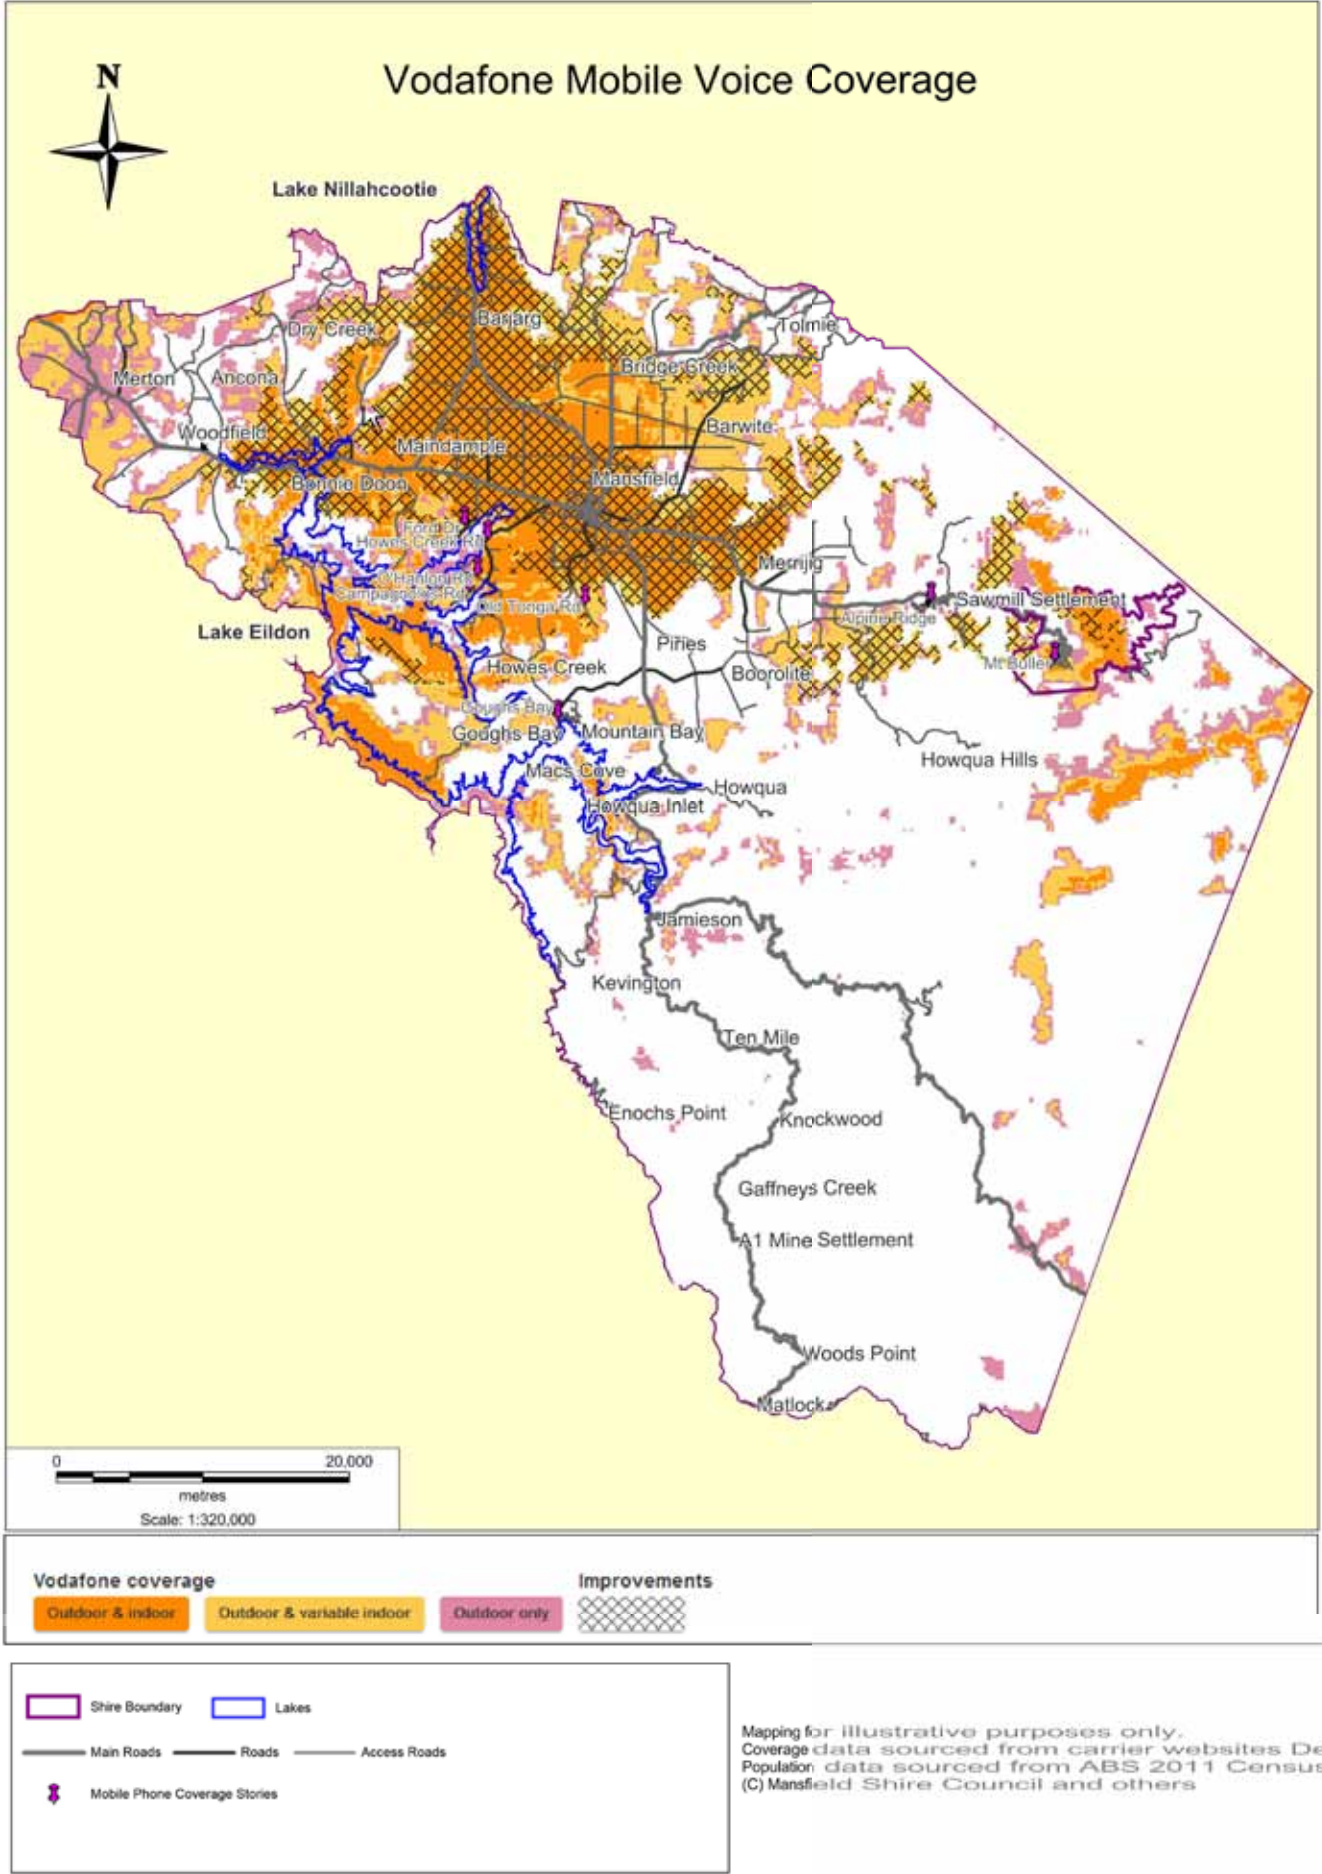 Vodafone Mobile Voice Coverage
N
Lake Nillahcootie
Barjarg
Dry Creek
Tolmie
Bridge Creek
Merton
Ancona
Woodfield
Barwite
Maindample
Bonnie Doon
Mansfield
Ford Dr
Howes Creek Rd
Merrijig
O'Hanlon Rd
Campagnolis Rd
Old Tonga Rd
Sawmill Settlement
Alpine Ridge
Lake Eildon
Pines
Howes Creek
Boorolite
Mt Buller
Goughs Bay
Goughs Bay
Mountain Bay
Howqua Hills
Macs Cove
Howqua
Howqua Inlet
Jamieson
Kevington
Ten Mile
Enochs Point
Knockwood
Gaffneys Creek
A1 Mine Settlement
Woods Point
Matlock
0 20,000
metres
Scale: 1:320,000
Vodafone coverage Improvements
Outdoor & indoor Outdoor & variable indoor Outdoor only
Shire Boundary Lakes
Main Roads Roads Access Roads
Mobile Phone Coverage Stories
Mapping for illustrative purposes only.
Coverage data sourced from carrier websites De
Population data sourced from ABS 2011 Census
(C) Mansfield Shire Council and others